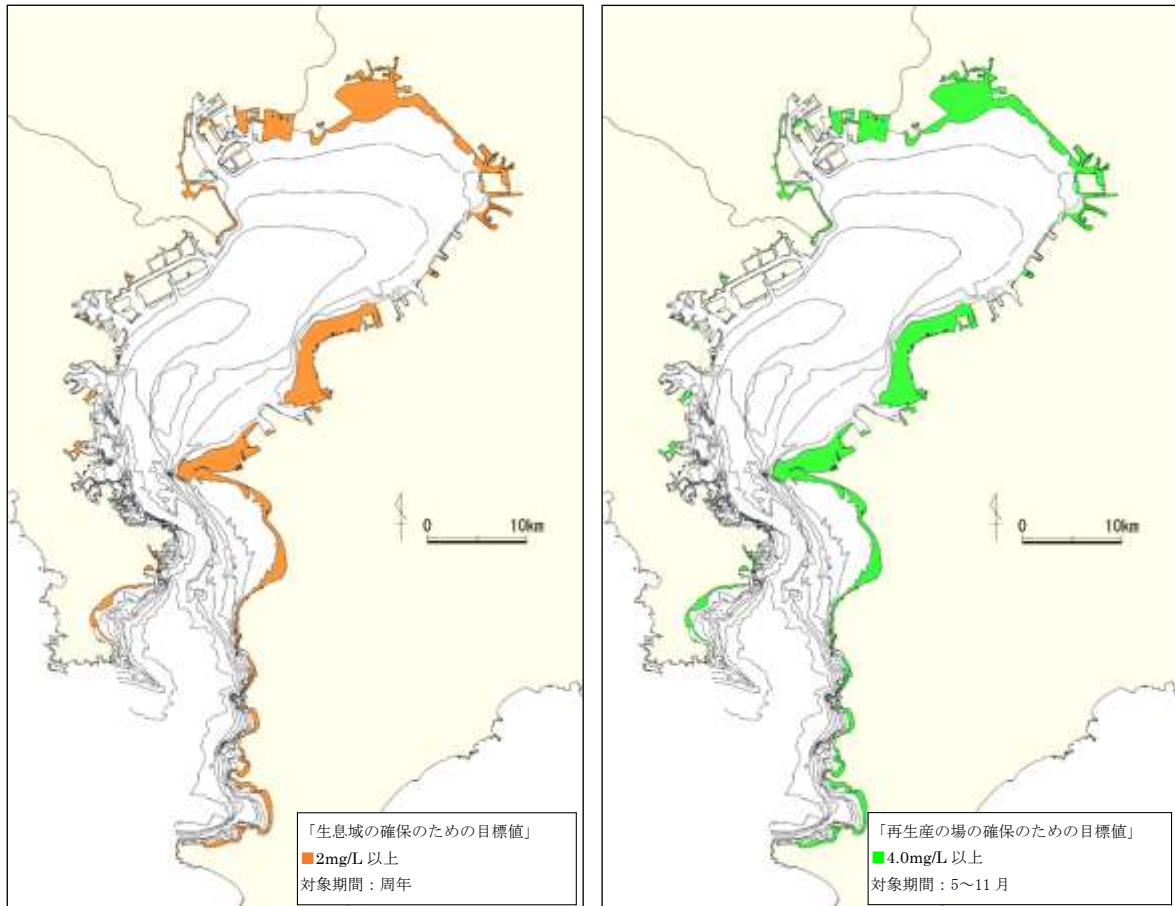 0 10km
「生息域の確保のための目標値」
■2mg/L 以上
対象期間：周年
0 10km
「再生産の場の確保のための目標値」
■4.0mg/L 以上
対象期間：5～11 月